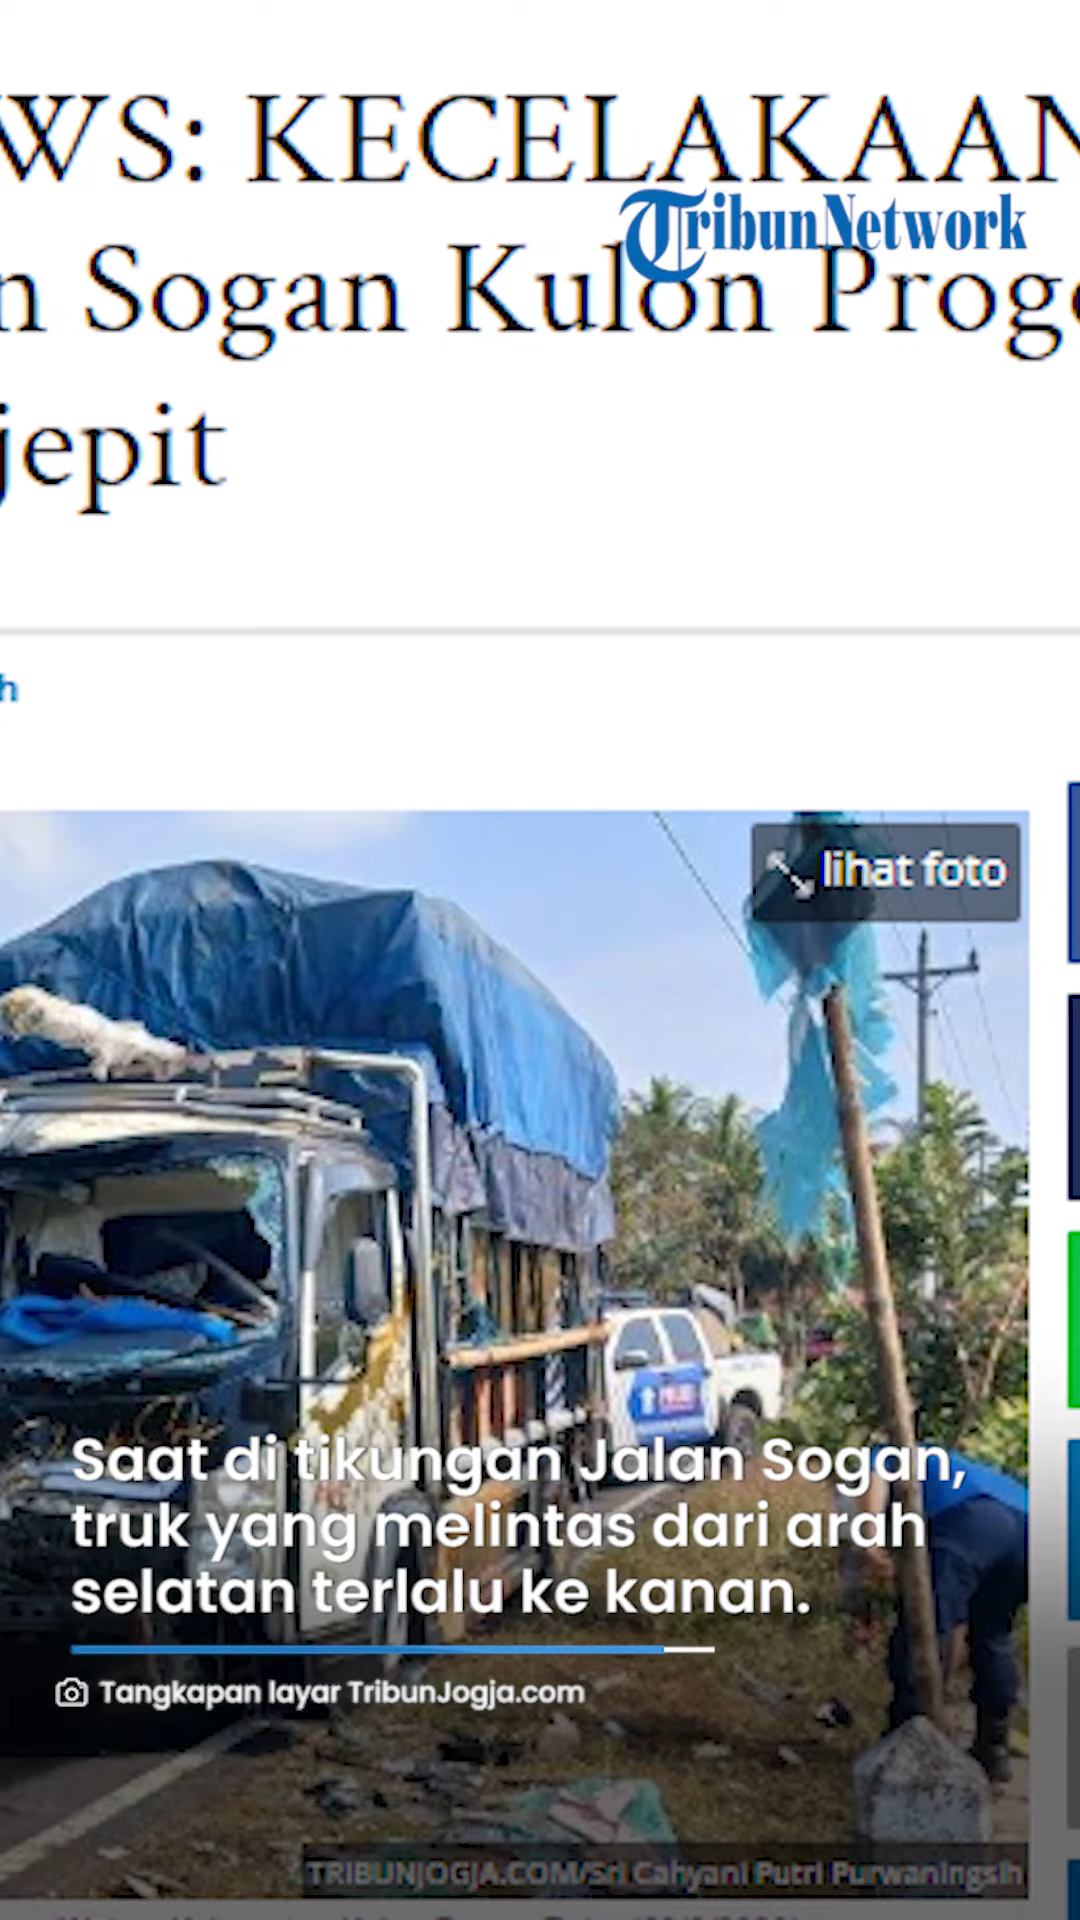 WS: KECELAKAAN
TribunNetwork
n Sogan Kulon Progo
jepit
h
lihat foto
Saat di tikungan Jalan Sogan,
truk yang melintas dari arah
selatan terlalu ke kanan.
Tangkapan layar TribunJogja.com
TRIBUNJOGJA.COM/Sri Cahyani Putri Purwaningsih